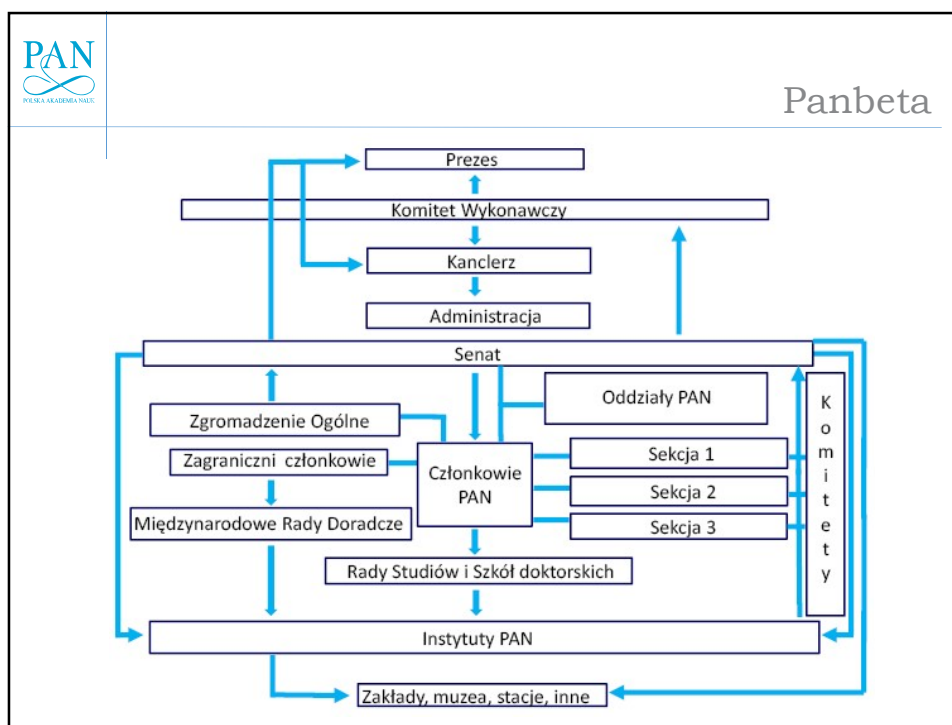 PAN
POLSKA AKADEMIA NAUK
Panbeta
Prezes
Komitet Wykonawczy
Kanclerz
Administracja
Senat
Oddziały PAN
Komitety
Zgromadzenie Ogólne
Zagraniczni członkowie
Członkowie
PAN
Sekcja 1
Sekcja 2
Sekcja 3
Międzynarodowe Rady Doradcze
Rady Studiów i Szkół doktorskich
Instytuty PAN
Zakłady, muzea, stacje, inne